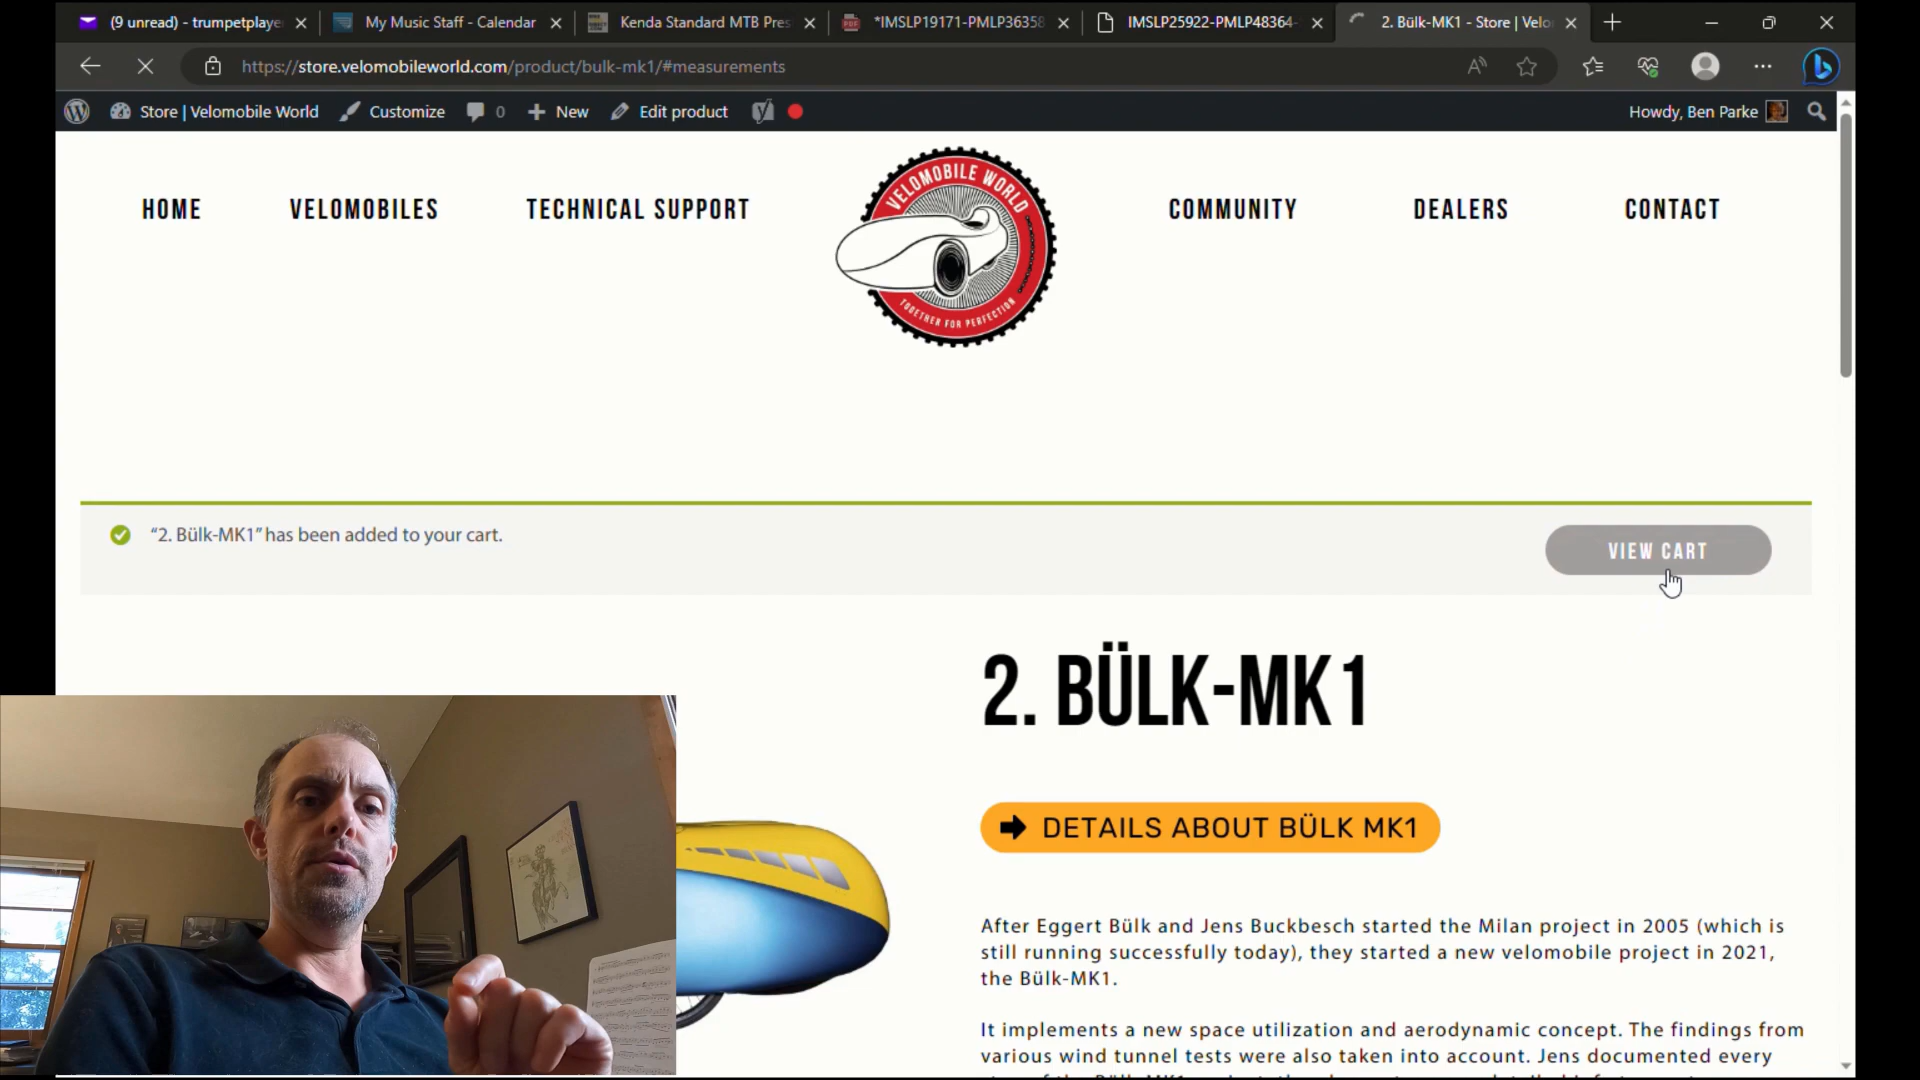 (9 unread) - trumpetplaye
My Music Staff - Calendar
Kenda Standard MTB Pres
*IMSLP19171-PMLP36358
IMSLP25922-PMLP48364-
2. Bülk-MK1 - Store | Velo
https://store.velomobileworld.com/product/bulk-mk1/#measurements
Store | Velomobile World
Customize
0
New
Edit product
Howdy, Ben Parke
HOME
VELOMOBILES
TECHNICAL SUPPORT
VELOMOBILE WORLD
TOGETHER FOR PERFECTION
COMMUNITY
DEALERS
CONTACT
“2. Bülk-MK1” has been added to your cart.
VIEW CART
2. BÜLK-MK1
DETAILS ABOUT BÜLK MK1
After Eggert Bülk and Jens Buckbesch started the Milan project in 2005 (which is
still running successfully today), they started a new velomobile project in 2021,
the Bülk-MK1.
It implements a new space utilization and aerodynamic concept. The findings from
various wind tunnel tests were also taken into account. Jens documented every